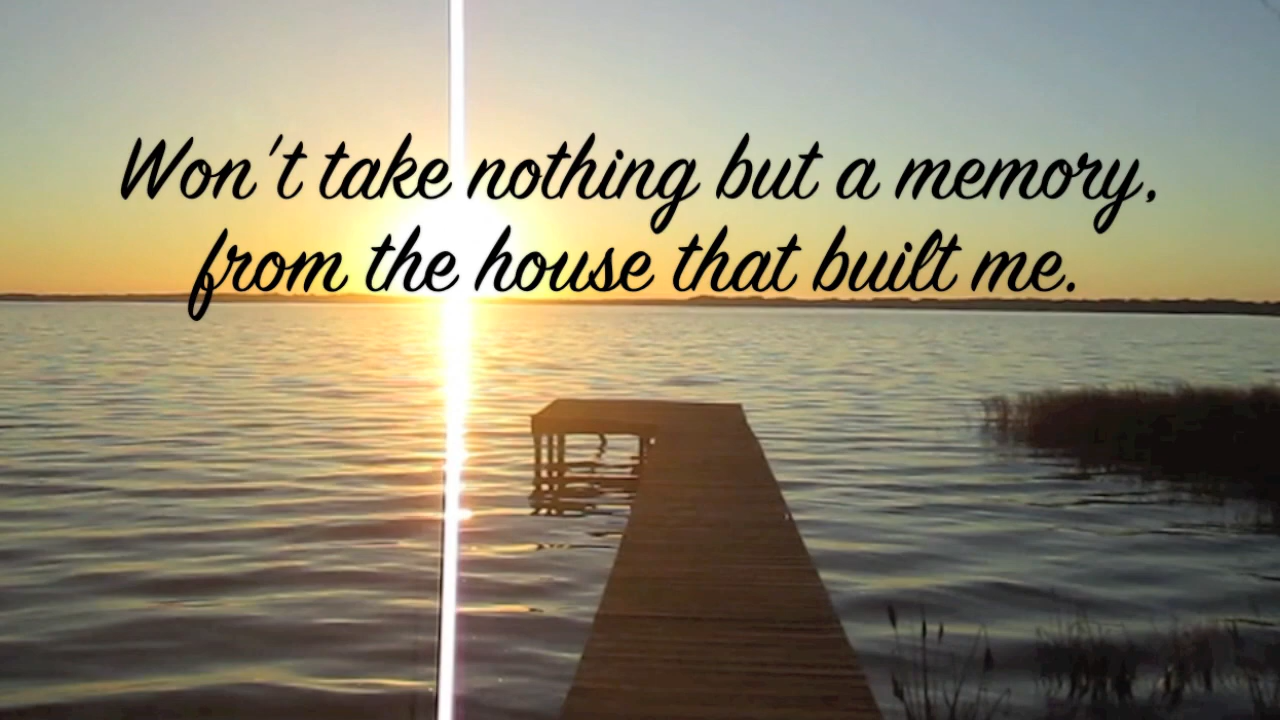 Won't take nothing but a memory,
from the house that built me.